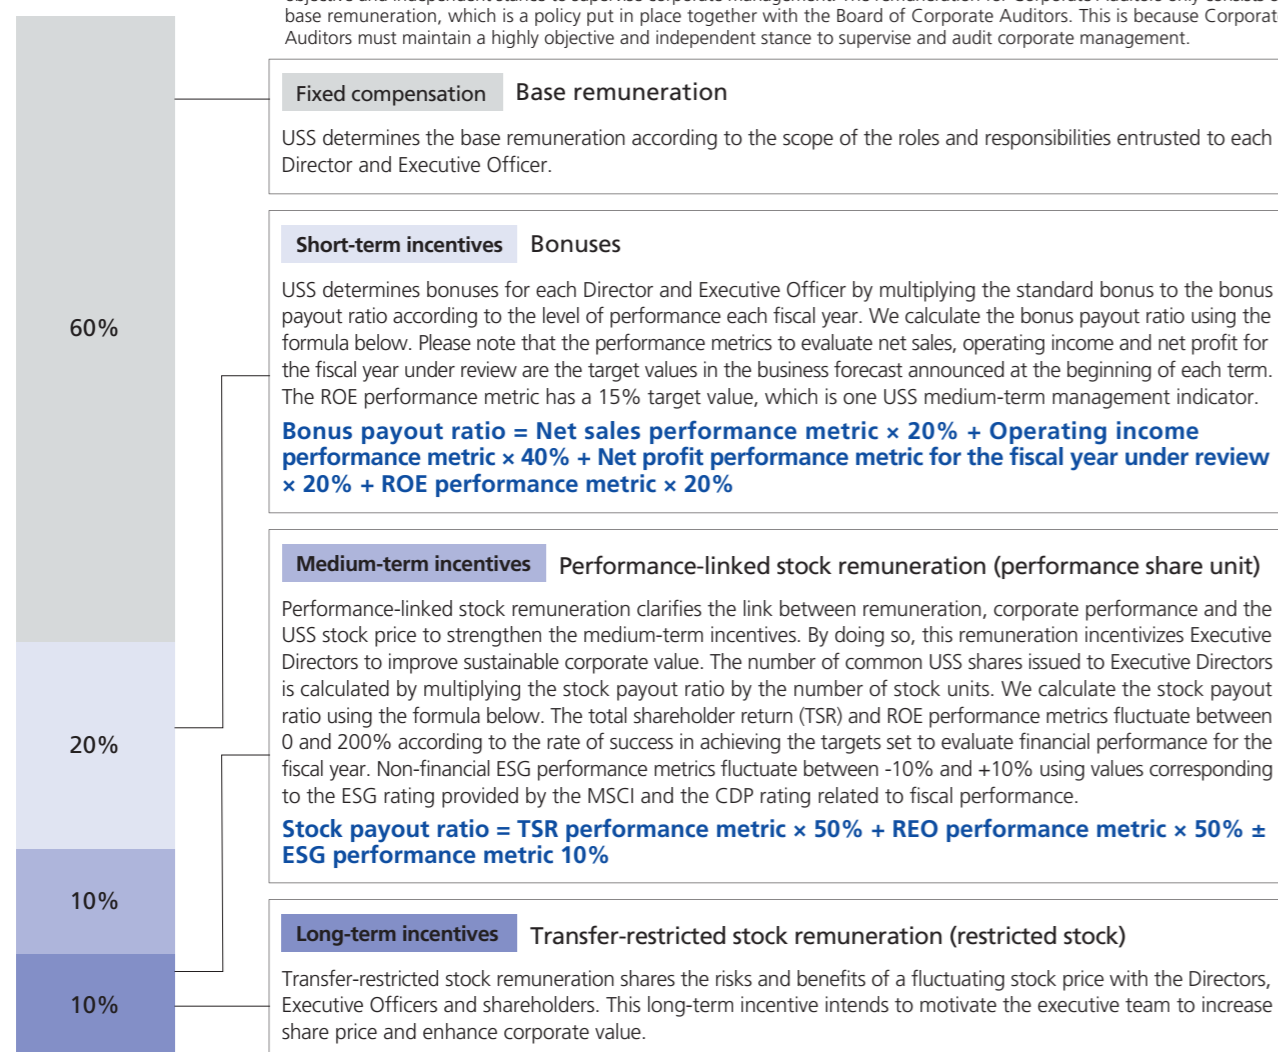 objective and independent stance to supervise corporate management. The remuneration for Corporate Auditors only consists of
base remuneration, which is a policy put in place together with the Board of Corporate Auditors. This is because Corporat
Auditors must maintain a highly objective and independent stance to supervise and audit corporate management.
Fixed compensation Base remuneration
USS determines the base remuneration according to the scope of the roles and responsibilities entrusted to each
Director and Executive Officer.
Short-term incentives Bonuses
USS determines bonuses for each Director and Executive Officer by multiplying the standard bonus to the bonus
payout ratio according to the level of performance each fiscal year. We calculate the bonus payout ratio using the
formula below. Please note that the performance metrics to evaluate net sales, operating income and net profit for
the fiscal year under review are the target values in the business forecast announced at the beginning of each term.
The ROE performance metric has a 15% target value, which is one USS medium-term management indicator.
Bonus payout ratio = Net sales performance metric × 20% + Operating income
performance metric × 40% + Net profit performance metric for the fiscal year under review
× 20% + ROE performance metric × 20%
Medium-term incentives Performance-linked stock remuneration (performance share unit)
Performance-linked stock remuneration clarifies the link between remuneration, corporate performance and the
USS stock price to strengthen the medium-term incentives. By doing so, this remuneration incentivizes Executive
Directors to improve sustainable corporate value. The number of common USS shares issued to Executive Directors
is calculated by multiplying the stock payout ratio by the number of stock units. We calculate the stock payout
ratio using the formula below. The total shareholder return (TSR) and ROE performance metrics fluctuate between
0 and 200% according to the rate of success in achieving the targets set to evaluate financial performance for the
fiscal year. Non-financial ESG performance metrics fluctuate between -10% and +10% using values corresponding
to the ESG rating provided by the MSCI and the CDP rating related to fiscal performance.
Stock payout ratio = TSR performance metric × 50% + REO performance metric × 50% ±
ESG performance metric 10%
Long-term incentives Transfer-restricted stock remuneration (restricted stock)
Transfer-restricted stock remuneration shares the risks and benefits of a fluctuating stock price with the Directors,
Executive Officers and shareholders. This long-term incentive intends to motivate the executive team to increase
share price and enhance corporate value.
60%
20%
10%
10%